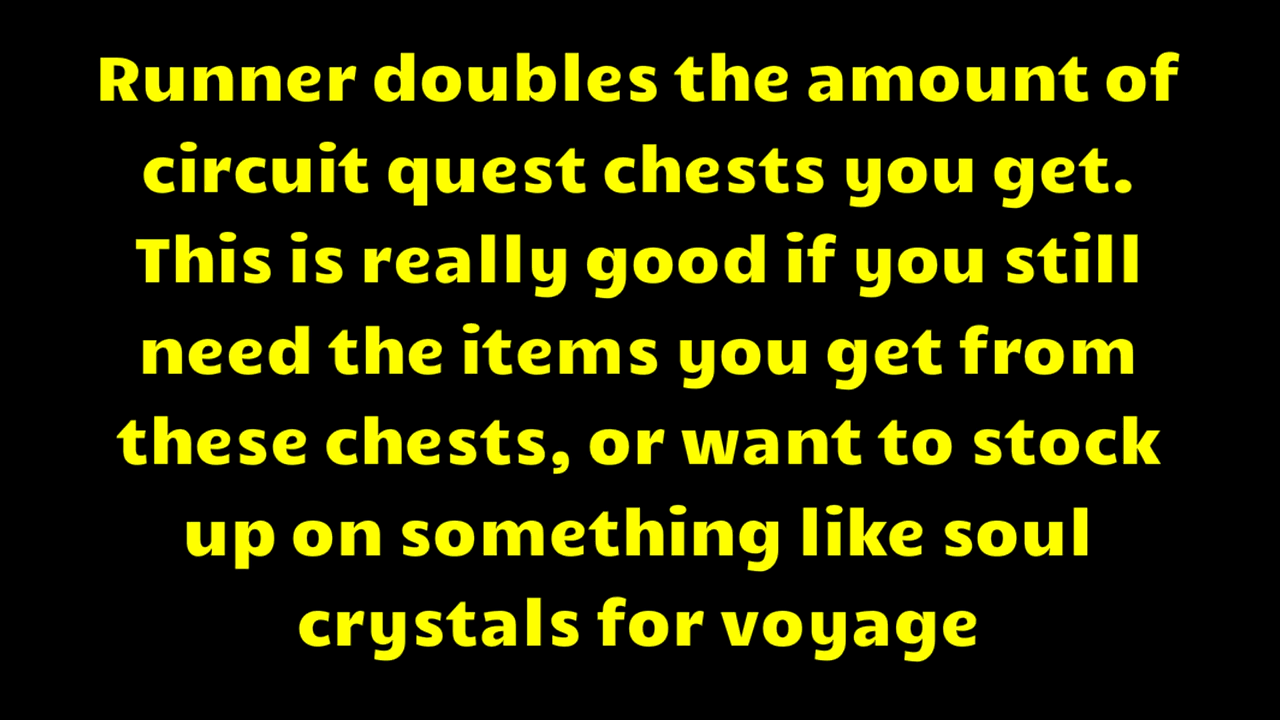 Runner doubles the amount of
circuit quest chests you get.
This is really good if you still
need the items you get from
these chests, or want to stock
up on something like soul
crystals for voyage